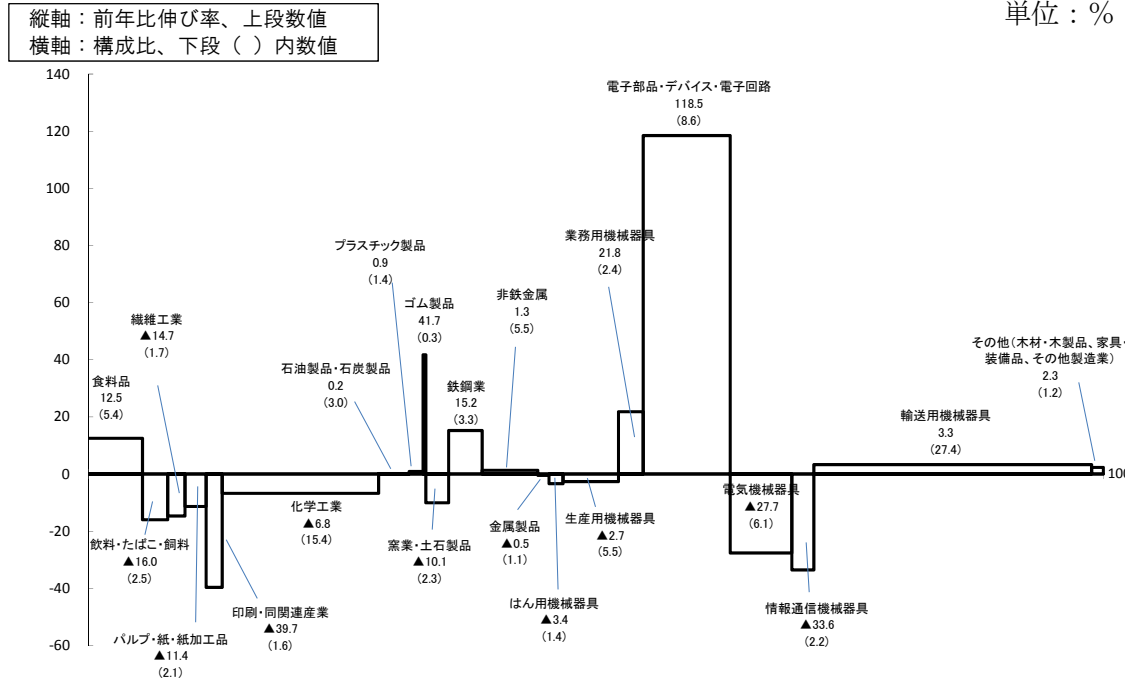 縦軸：前年比伸び率、上段数値
横軸：構成比、下段（ ）内数値
単位：％
140
120
100
80
60
40
20
0
-20
-40
-60
100
食料品
12.5
(5.4)
飲料・たばこ・飼料
▲16.0
(2.5)
繊維工業
▲14.7
(1.7)
パルプ・紙・紙加工品
▲11.4
(2.1)
印刷・同関連産業
▲39.7
(1.6)
化学工業
▲6.8
(15.4)
石油製品・石炭製品
0.2
(3.0)
プラスチック製品
0.9
(1.4)
ゴム製品
41.7
(0.3)
窯業・土石製品
▲10.1
(2.3)
鉄鋼業
15.2
(3.3)
非鉄金属
1.3
(5.5)
金属製品
▲0.5
(1.1)
はん用機械器具
▲3.4
(1.4)
生産用機械器具
▲2.7
(5.5)
業務用機械器具
21.8
(2.4)
電子部品・デバイス・電子回路
118.5
(8.6)
電気機械器具
▲27.7
(6.1)
情報通信機械器具
▲33.6
(2.2)
輸送用機械器具
3.3
(27.4)
その他（木材・木製品、家具・
装備品、その他製造業）
2.3
(1.2)